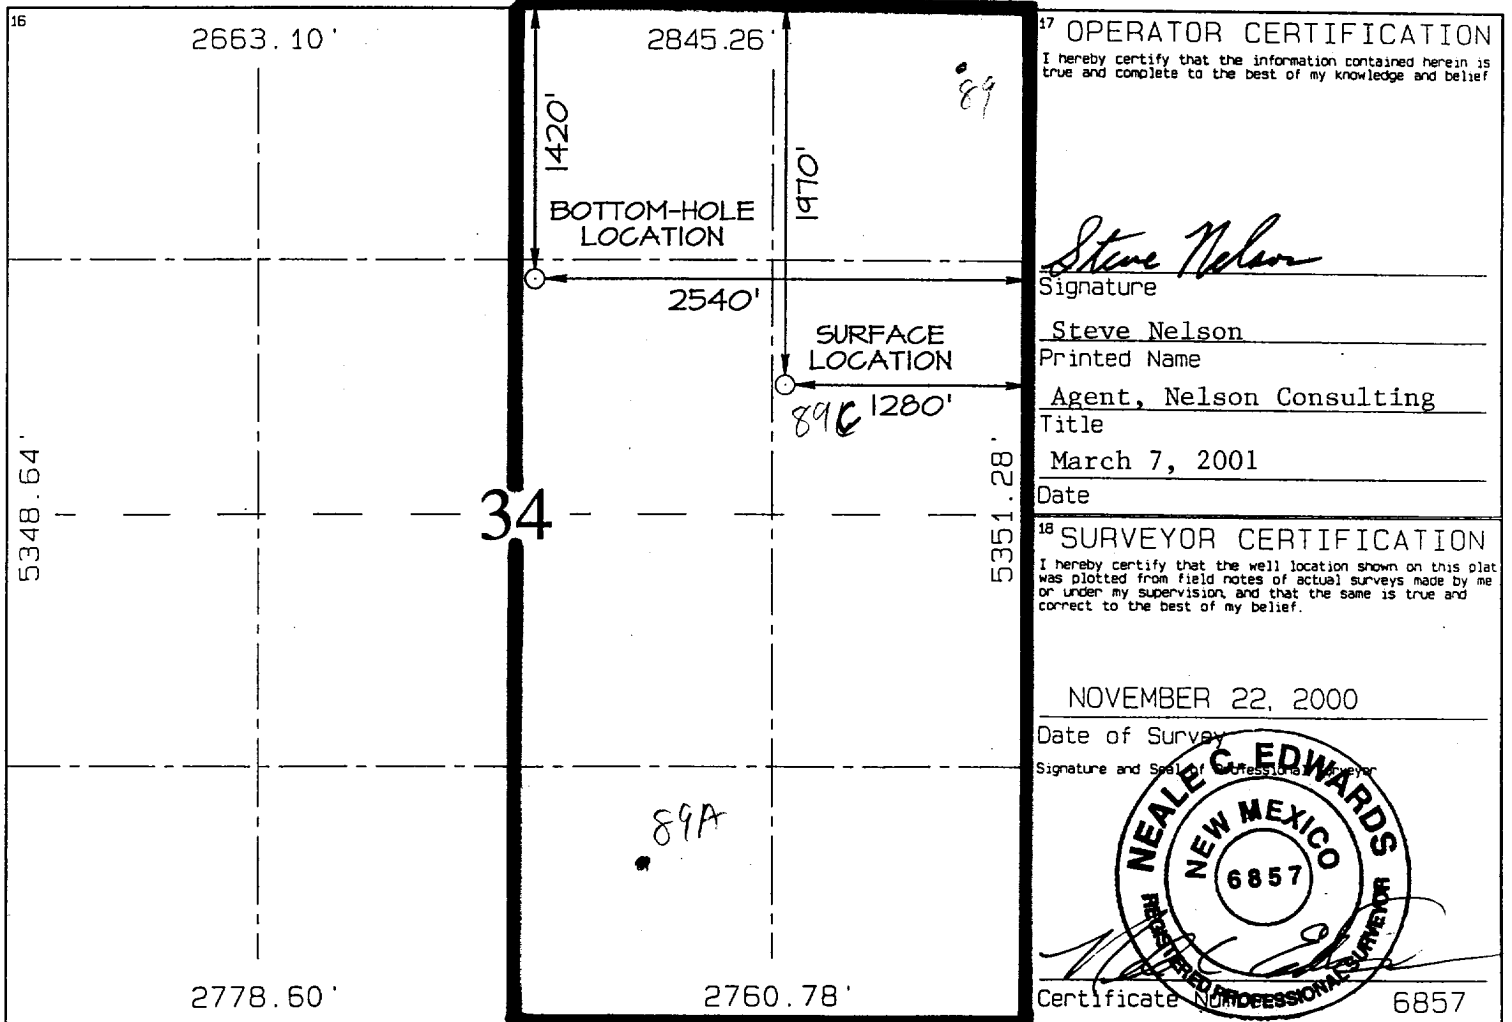 16
2663.10'
2845.26'
89
1420'
1970'
BOTTOM-HOLE
LOCATION
2540'
SURFACE
LOCATION
89C 1280'
5348.64'
34
5351.28'
89A
2778.60'
2760.78'
17 OPERATOR CERTIFICATION
I hereby certify that the information contained herein is
true and complete to the best of my knowledge and belief
Steve Nelson
Signature
Steve Nelson
Printed Name
Agent, Nelson Consulting
Title
March 7, 2001
Date
18 SURVEYOR CERTIFICATION
I hereby certify that the well location shown on this plat
was plotted from field notes of actual surveys made by me
or under my supervision, and that the same is true and
correct to the best of my belief.
NOVEMBER 22, 2000
Date of Survey
Signature and Seal of Professional Surveyor
NEALE C. EDWARDS
NEW MEXICO
6857
REGISTERED PROFESSIONAL SURVEYOR
Certificate Number 6857